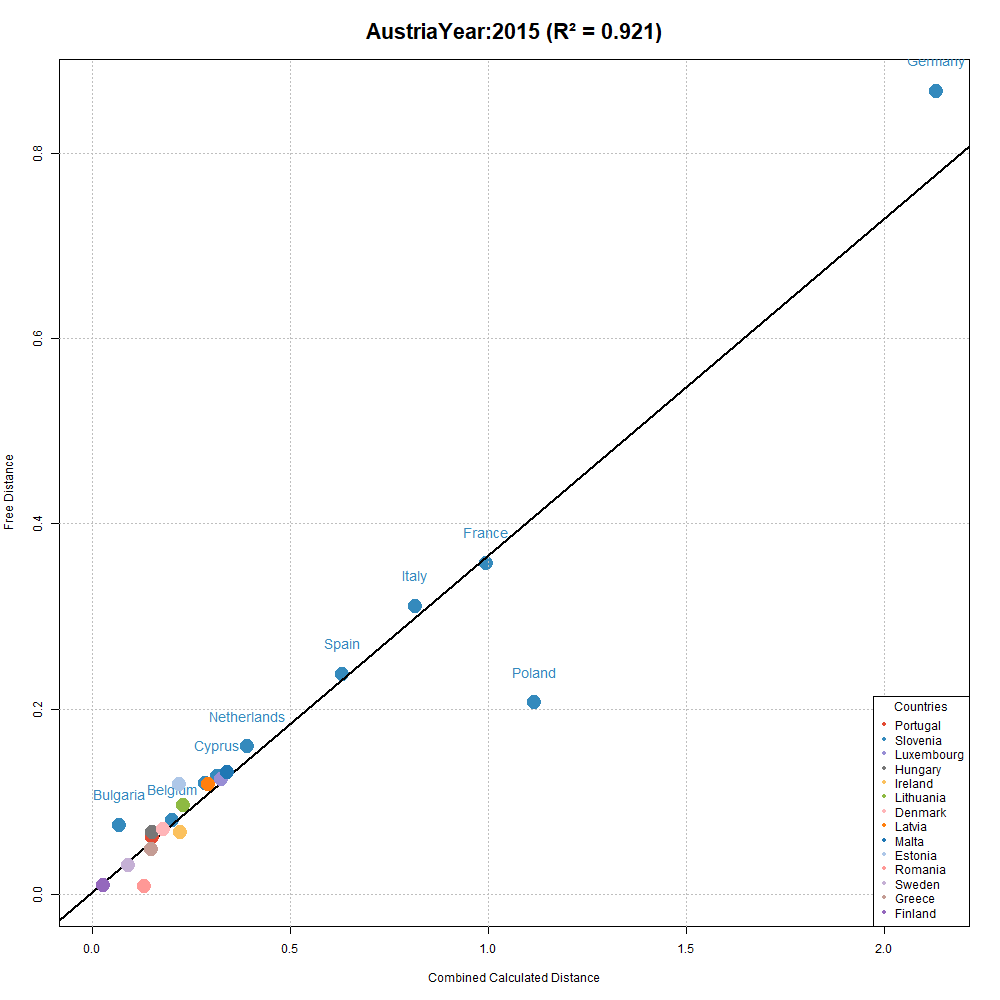 AustriaYear:2015 (R² = 0.921)
Germany
0.8
0.6
Free Distance
0.4
France
Italy
Spain
Poland
0.2
Netherlands
Cyprus
Bulgaria
Belgium
0.0
Countries
Portugal
Slovenia
Luxembourg
Hungary
Ireland
Lithuania
Denmark
Latvia
Malta
Estonia
Romania
Sweden
Greece
Finland
0.0 0.5 1.0 1.5 2.0
Combined Calculated Distance